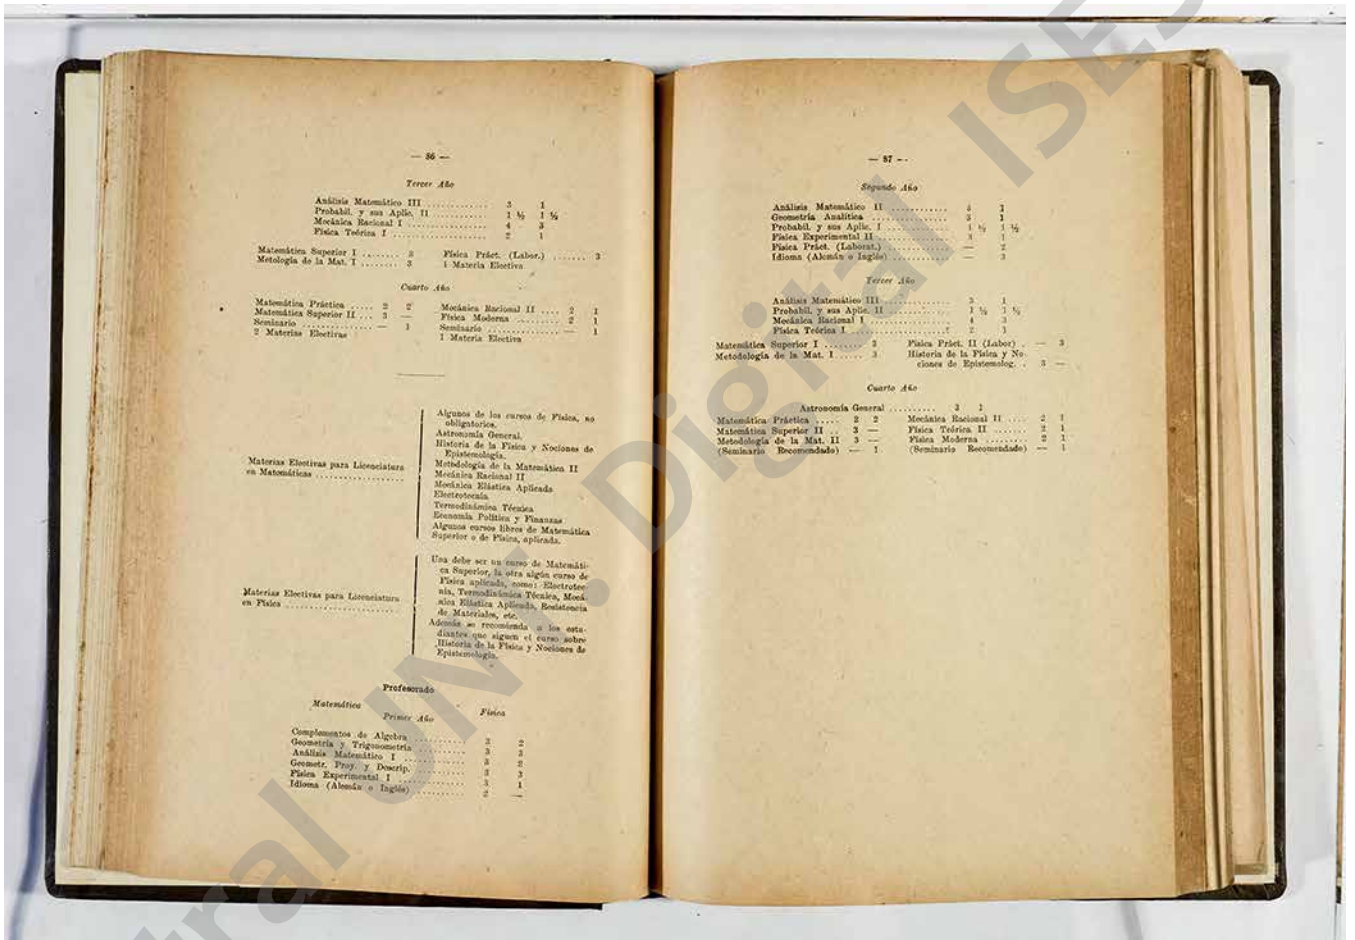 — 86 —
Tercer Año
Análisis Matemático III ............ 3 1
Probabil. y sus Aplic. II ............ 1 ½ 1 ½
Mecánica Racional I ............ 4 3
Física Teórica I ............ 2 1
Matemática Superior I ........ 3 Física Práct. (Labor.) ....... 3
Metología de la Mat. I ........ 3 1 Materia Electiva
Cuarto Año
Matemática Práctica .... 2 2 Mecánica Racional II .... 2 1
Matemática Superior II .. 3 — Física Moderna ......... 2 1
Seminario .............. — 1 Seminario .............. — 1
2 Materias Electivas 1 Materia Electiva
Materias Electivas para Licenciatura
en Matemáticas ..................
Algunos de los cursos de Física, no
obligatorios.
Astronomía General.
Historia de la Física y Nociones de
Epistemología.
Metodología de la Matemática II
Mecánica Racional II
Mecánica Elástica Aplicada
Electrotecnia
Termodinámica Técnica
Economía Política y Finanzas
Algunos cursos libres de Matemática
Superior o de Física, aplicada.
Materias Electivas para Licenciatura
en Física ......................
Una debe ser un curso de Matemáti-
ca Superior, la otra algún curso de
Física aplicada, como: Electrotec-
nia, Termodinámica Técnica, Mecá-
nica Elástica Aplicada, Resistencia
de Materiales, etc.
Además se recomienda a los estu-
diantes que siguen el curso sobre
Historia de la Física y Nociones de
Epistemología.
Profesorado
Matemática Física
Primer Año
Complementos de Algebra ............ 3 2
Geometría y Trigonometría ............ 3 3
Análisis Matemático I ............ 3 2
Geometr. Proy. y Descrip. ............ 3 3
Física Experimental I ............ 3 1
Idioma (Alemán o Inglés) ............ 2 —
— 87 —
Segundo Año
Análisis Matemático II ............ 3 1
Geometría Analítica ............ 3 1
Probabil. y sus Aplic. I ............ 1 ½ 1 ½
Física Experimental II ............ 3 1
Física Práct. (Laborat.) ............ — 2
Idioma (Alemán o Inglés) ............ — 3
Tercer Año
Análisis Matemático III ............ 3 1
Probabil. y sus Aplic. II ............ 1 ½ 1 ½
Mecánica Racional I ............ 4 3
Física Teórica I ............ 2 1
Matemática Superior I ........ 3 Física Práct. II (Labor) . — 3
Metodología de la Mat. I ..... 3 Historia de la Física y No
ciones de Epistemolog. . 3 —
Cuarto Año
Astronomía General .......... 3 1
Matemática Práctica ..... 2 2 Mecánica Racional II .... 2 1
Matemática Superior II .. 3 — Física Teórica II ....... 2 1
Metodología de la Mat II 3 — Física Moderna ......... 2 1
(Seminario Recomendado) — 1 (Seminario Recomendado) — 1
UNT. Digital ISES